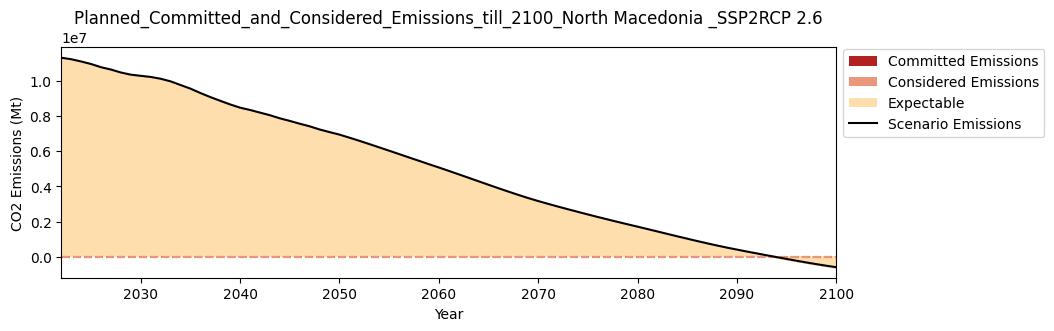 Planned_Committed_and_Considered_Emissions_till_2100_North Macedonia _SSP2RCP 2.6
1e7
1.0
0.8
0.6
0.4
0.2
0.0
CO2 Emissions (Mt)
2030 2040 2050 2060 2070 2080 2090 2100
Year
Committed Emissions
Considered Emissions
Expectable
Scenario Emissions